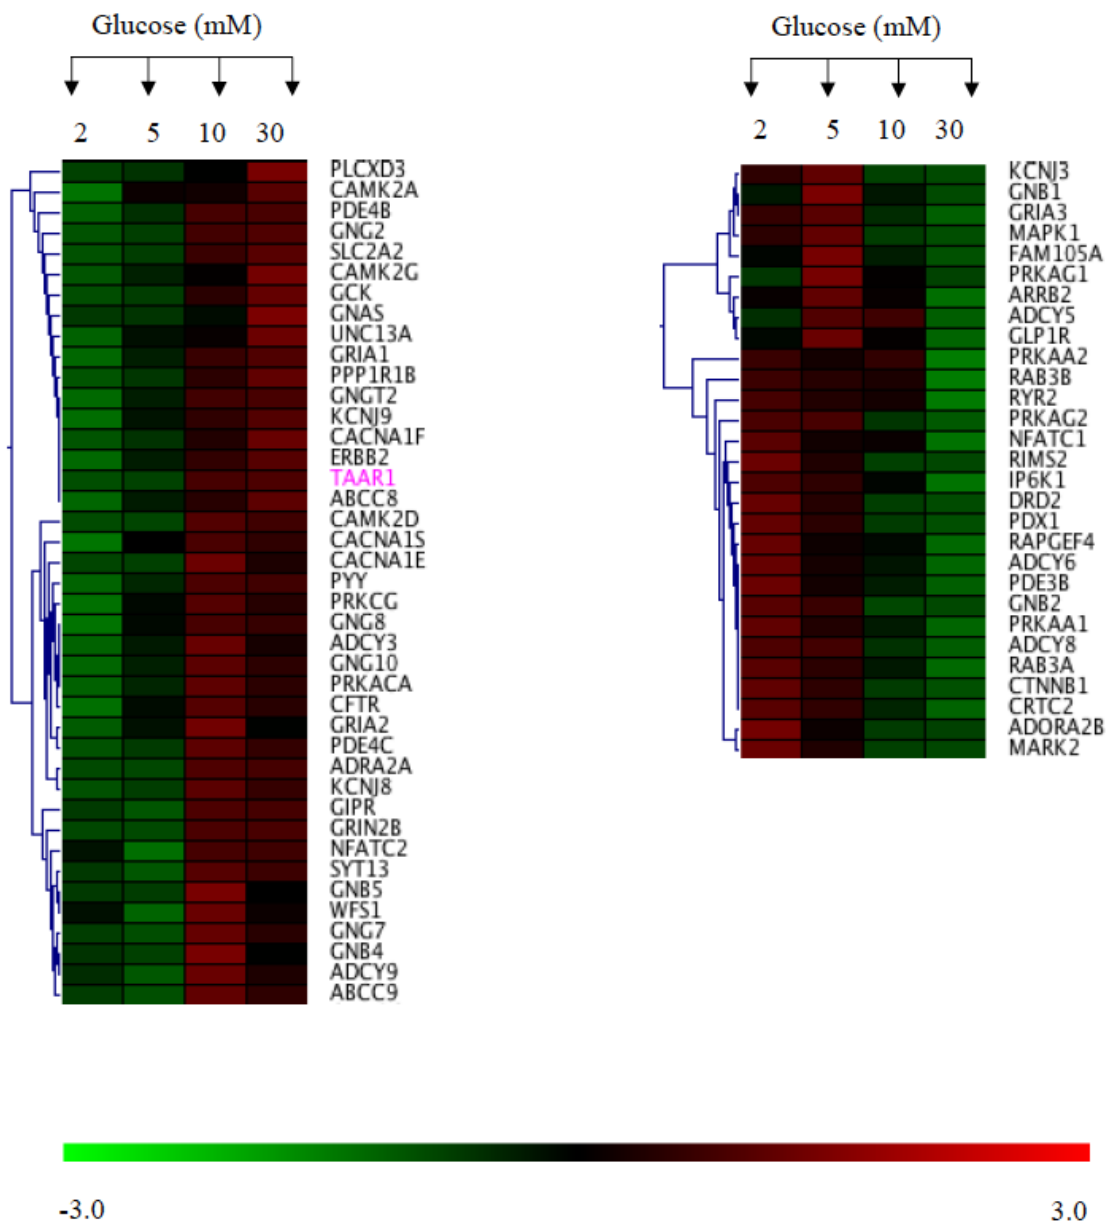 Glucose (mM)
2 5 10 30
PLCXD3
CAMK2A
PDE4B
GNG2
SLC2A2
CAMK2G
GCK
GNAS
UNC13A
GRIA1
PPP1R1B
GNGT2
KCNJ9
CACNA1F
ERBB2
TAAR1
ABCC8
CAMK2D
CACNA1S
CACNA1E
PYY
PRKCG
GNG8
ADCY3
GNG10
PRKACA
CFTR
GRIA2
PDE4C
ADRA2A
KCNJ8
GIPR
GRIN2B
NFATC2
SYT13
GNB5
WFS1
GNG7
GNB4
ADCY9
ABCC9
Glucose (mM)
2 5 10 30
KCNJ3
GNB1
GRIA3
MAPK1
FAM105A
PRKAG1
ARRB2
ADCY5
GLP1R
PRKAA2
RAB3B
RYR2
PRKAG2
NFATC1
RIMS2
IP6K1
DRD2
PDX1
RAPGEF4
ADCY6
PDE3B
GNB2
PRKAA1
ADCY8
RAB3A
CTNNB1
CRTC2
ADORA2B
MARK2
-3.0 3.0